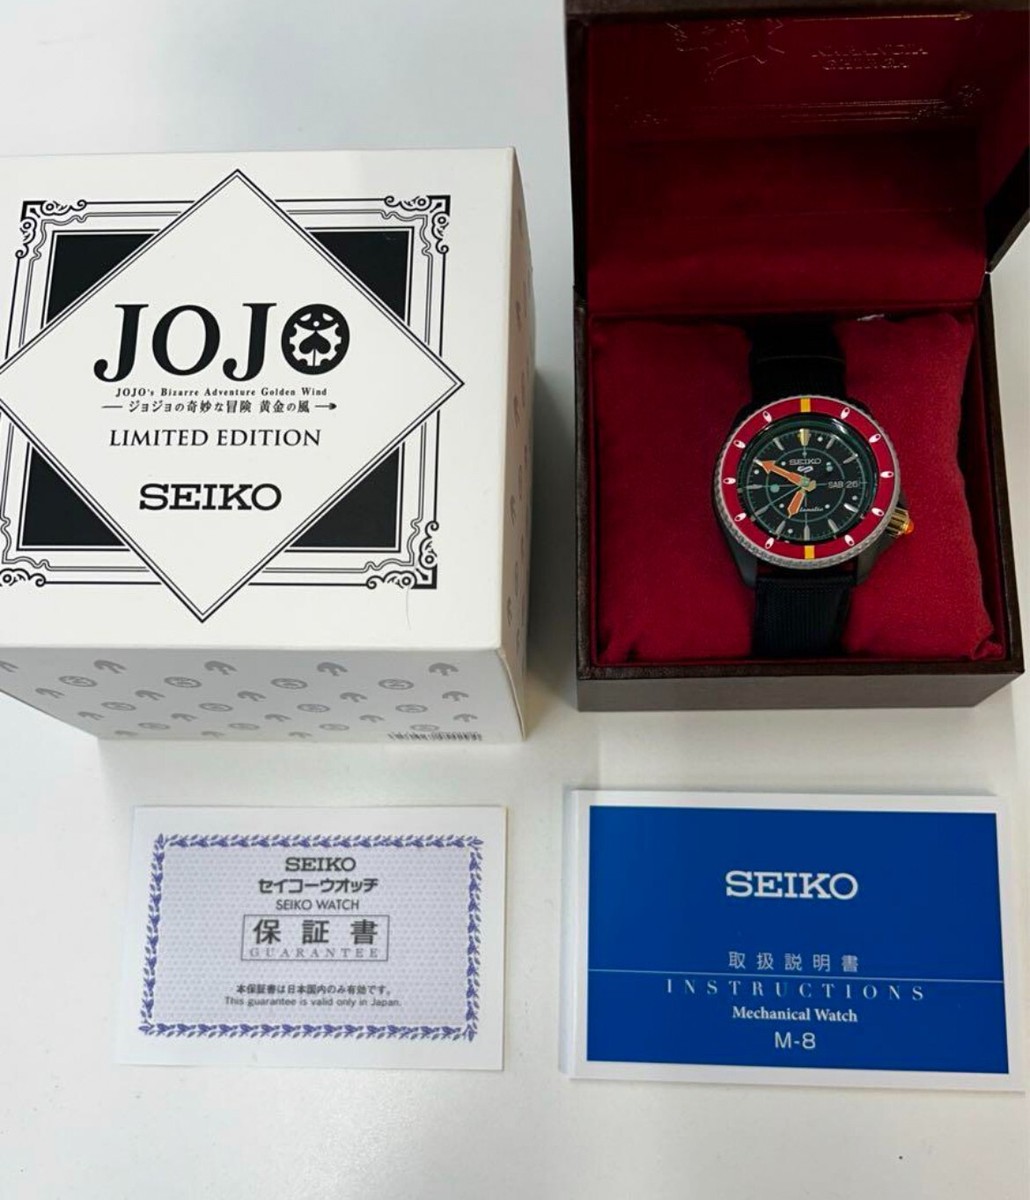 JOJO
JOJO's Bizarre Adventure Golden Wind
ジョジョの奇妙な冒険 黄金の風
LIMITED EDITION
SEIKO
GHIRGA
SEIKO
5
SAB 26
SEIKO
セイコーウオッチ
SEIKO WATCH
保証書
GUARANTEE
本保証書は日本国内のみ有効です。
This guarantee is valid only in Japan.
SEIKO
取扱説明書
INSTRUCTIONS
Mechanical Watch
M-8